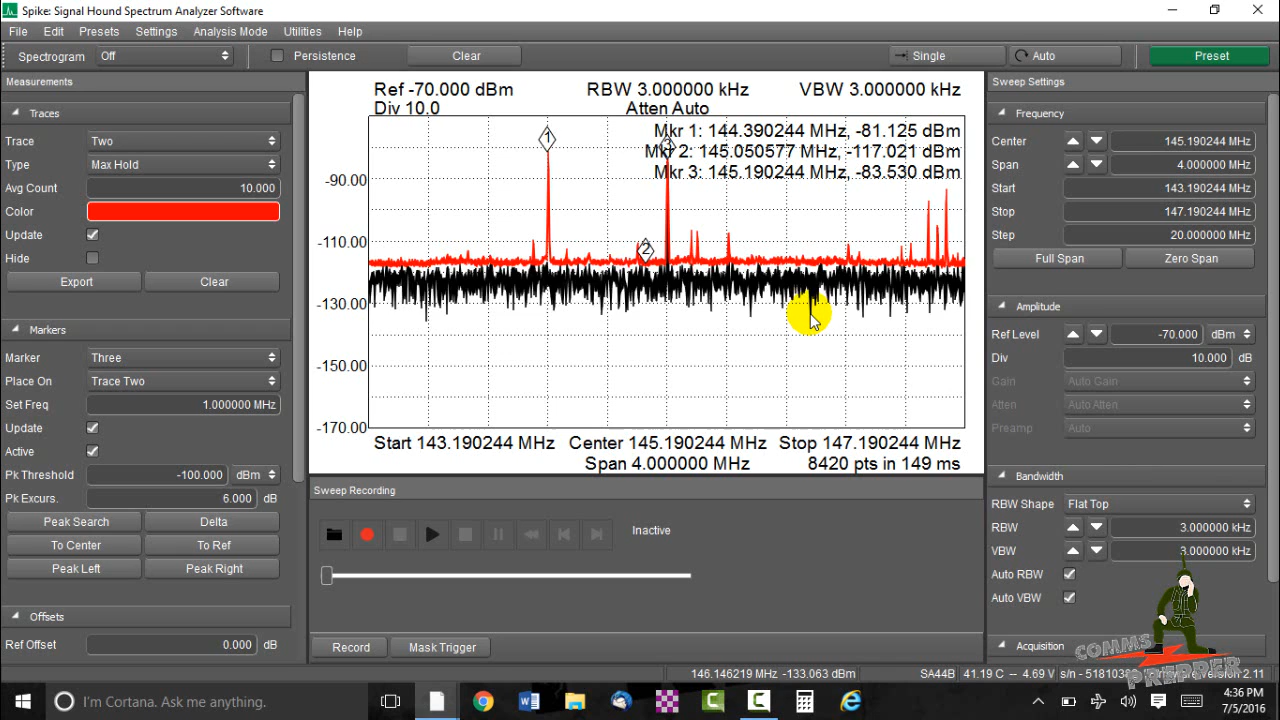 Spike: Signal Hound Spectrum Analyzer Software
File Edit Presets Settings Analysis Mode Utilities Help
Spectrogram Off Persistence Clear Single Auto Preset
Measurements
Traces
Trace Two
Type Max Hold
Avg Count 10.000
Color
Update
Hide
Export Clear
Markers
Marker Three
Place On Trace Two
Set Freq 1.000000 MHz
Update
Active
Pk Threshold -100.000 dBm
Pk Excurs. 6.000 dB
Peak Search Delta
To Center To Ref
Peak Left Peak Right
Offsets
Ref Offset 0.000 dB
Ref -70.000 dBm RBW 3.000000 kHz VBW 3.000000 kHz
Div 10.0 Atten Auto
Mkr 1: 144.390244 MHz, -81.125 dBm
Mkr 2: 145.050577 MHz, -117.021 dBm
Mkr 3: 145.190244 MHz, -83.530 dBm
1
3
2
-90.00
-110.00
-130.00
-150.00
-170.00
Start 143.190244 MHz Center 145.190244 MHz Stop 147.190244 MHz
Span 4.000000 MHz 8420 pts in 149 ms
Sweep Recording
Inactive
Record Mask Trigger
Sweep Settings
Frequency
Center 145.190244 MHz
Span 4.000000 MHz
Start 143.190244 MHz
Stop 147.190244 MHz
Step 20.000000 MHz
Full Span Zero Span
Amplitude
Ref Level -70.000 dBm
Div 10.000 dB
Gain Auto Gain
Atten Auto Atten
Preamp Auto
Bandwidth
RBW Shape Flat Top
RBW 3.000000 kHz
VBW 3.000000 kHz
Auto RBW
Auto VBW
Acquisition
COMMS
PREPPER
146.146219 MHz -133.063 dBm SA44B 41.19 C -- 4.69 V s/n - 2.11
I'm Cortana. Ask me anything.
4:36 PM
7/5/2016